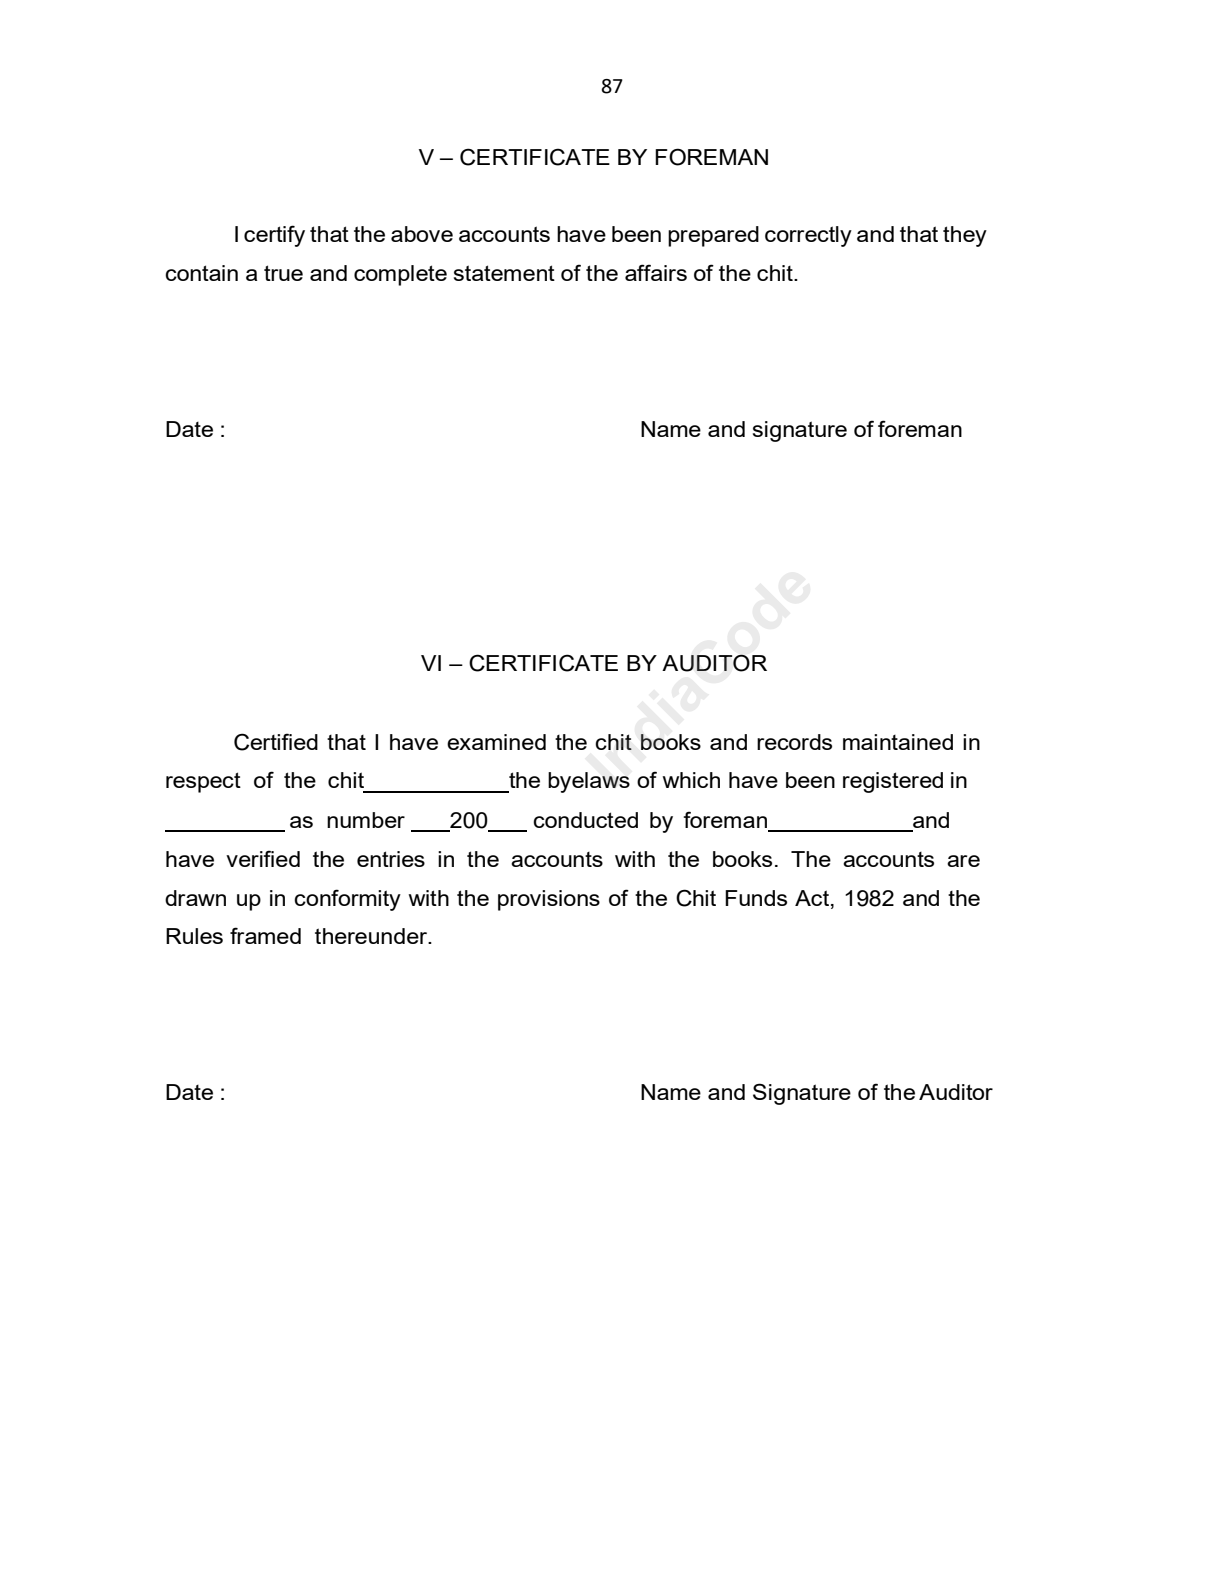 87
V – CERTIFICATE BY FOREMAN
I certify that the above accounts have been prepared correctly and that they
contain a true and complete statement of the affairs of the chit.
Date : Name and signature of foreman
IndiaCode
VI – CERTIFICATE BY AUDITOR
Certified that I have examined the chit books and records maintained in
respect of the chit____________the byelaws of which have been registered in
__________ as number ___200___ conducted by foreman____________and
have verified the entries in the accounts with the books. The accounts are
drawn up in conformity with the provisions of the Chit Funds Act, 1982 and the
Rules framed thereunder.
Date : Name and Signature of the Auditor